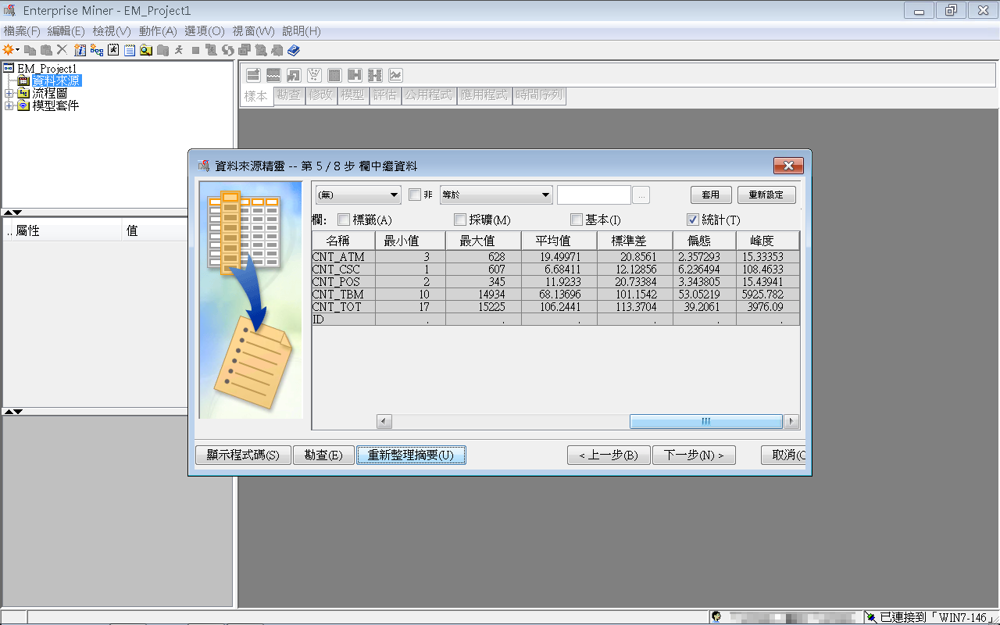 Enterprise Miner - EM_Project1
檔案(F) 編輯(E) 檢視(V) 動作(A) 選項(O) 視窗(W) 說明(H)
EM_Project1
資料來源
流程圖
模型套件
樣本 勘查 修改 模型 評估 公用程式 應用程式 時間序列
.. 屬性 值
資料來源精靈 -- 第 5 / 8 步 欄中繼資料
(無) 非 等於 ... 套用 重新設定
欄: 標籤(A) 採礦(M) 基本(I) 統計(T)
名稱 最小值 最大值 平均值 標準差 偏態 峰度
CNT_ATM 3 628 19.49971 20.8561 2.357293 15.33353
CNT_CSC 1 607 6.68411 12.12856 6.236494 108.4633
CNT_POS 2 345 11.9233 20.73384 3.343805 15.43941
CNT_TBM 10 14934 68.13696 101.1542 53.05219 5925.782
CNT_TOT 17 15225 106.2441 113.3704 39.2061 3976.09
ID . . . . . .
顯示程式碼(S) 勘查(E) 重新整理摘要(U) < 上一步(B) 下一步(N) > 取消(C
已連接到「WIN7-146」